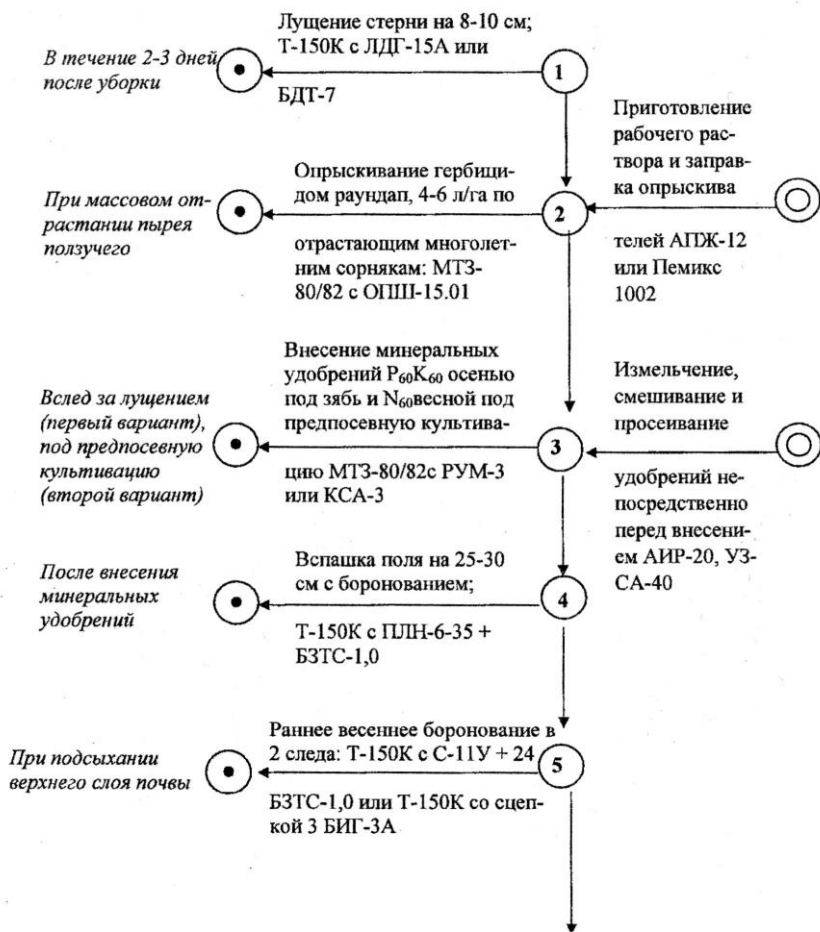 Лущение стерни на 8-10 см;
Т-150К с ЛДГ-15А или
БДТ-7
В течение 2-3 дней
после уборки
1
Приготовление
рабочего рас-
твора и заправ-
ка опрыскива
телей АПЖ-12
или Пемикс
1002
Опрыскивание гербици-
дом раундап, 4-6 л/га по
отрастающим многолет-
ним сорнякам: МТЗ-
80/82 с ОПШ-15.01
При массовом от-
растании пырея
ползучего
2
Внесение минеральных
удобрений P₆₀K₆₀ осенью
под зябь и N₆₀весной под
предпосевную культива-
цию МТЗ-80/82с РУМ-3
или КСА-3
Вслед за лущением
(первый вариант),
под предпосевную
культивацию
(второй вариант)
3
Измельчение,
смешивание и
просеивание
удобрений не-
посредственно
перед внесени-
ем АИР-20, УЗ-
СА-40
Вспашка поля на 25-30
см с боронованием;
Т-150К с ПЛН-6-35 +
БЗТС-1,0
После внесения
минеральных
удобрений
4
Раннее весеннее боронование в
2 следа: Т-150К с С-11У + 24
БЗТС-1,0 или Т-150К со сцеп-
кой 3 БИГ-3А
При подсыхании
верхнего слоя почвы
5